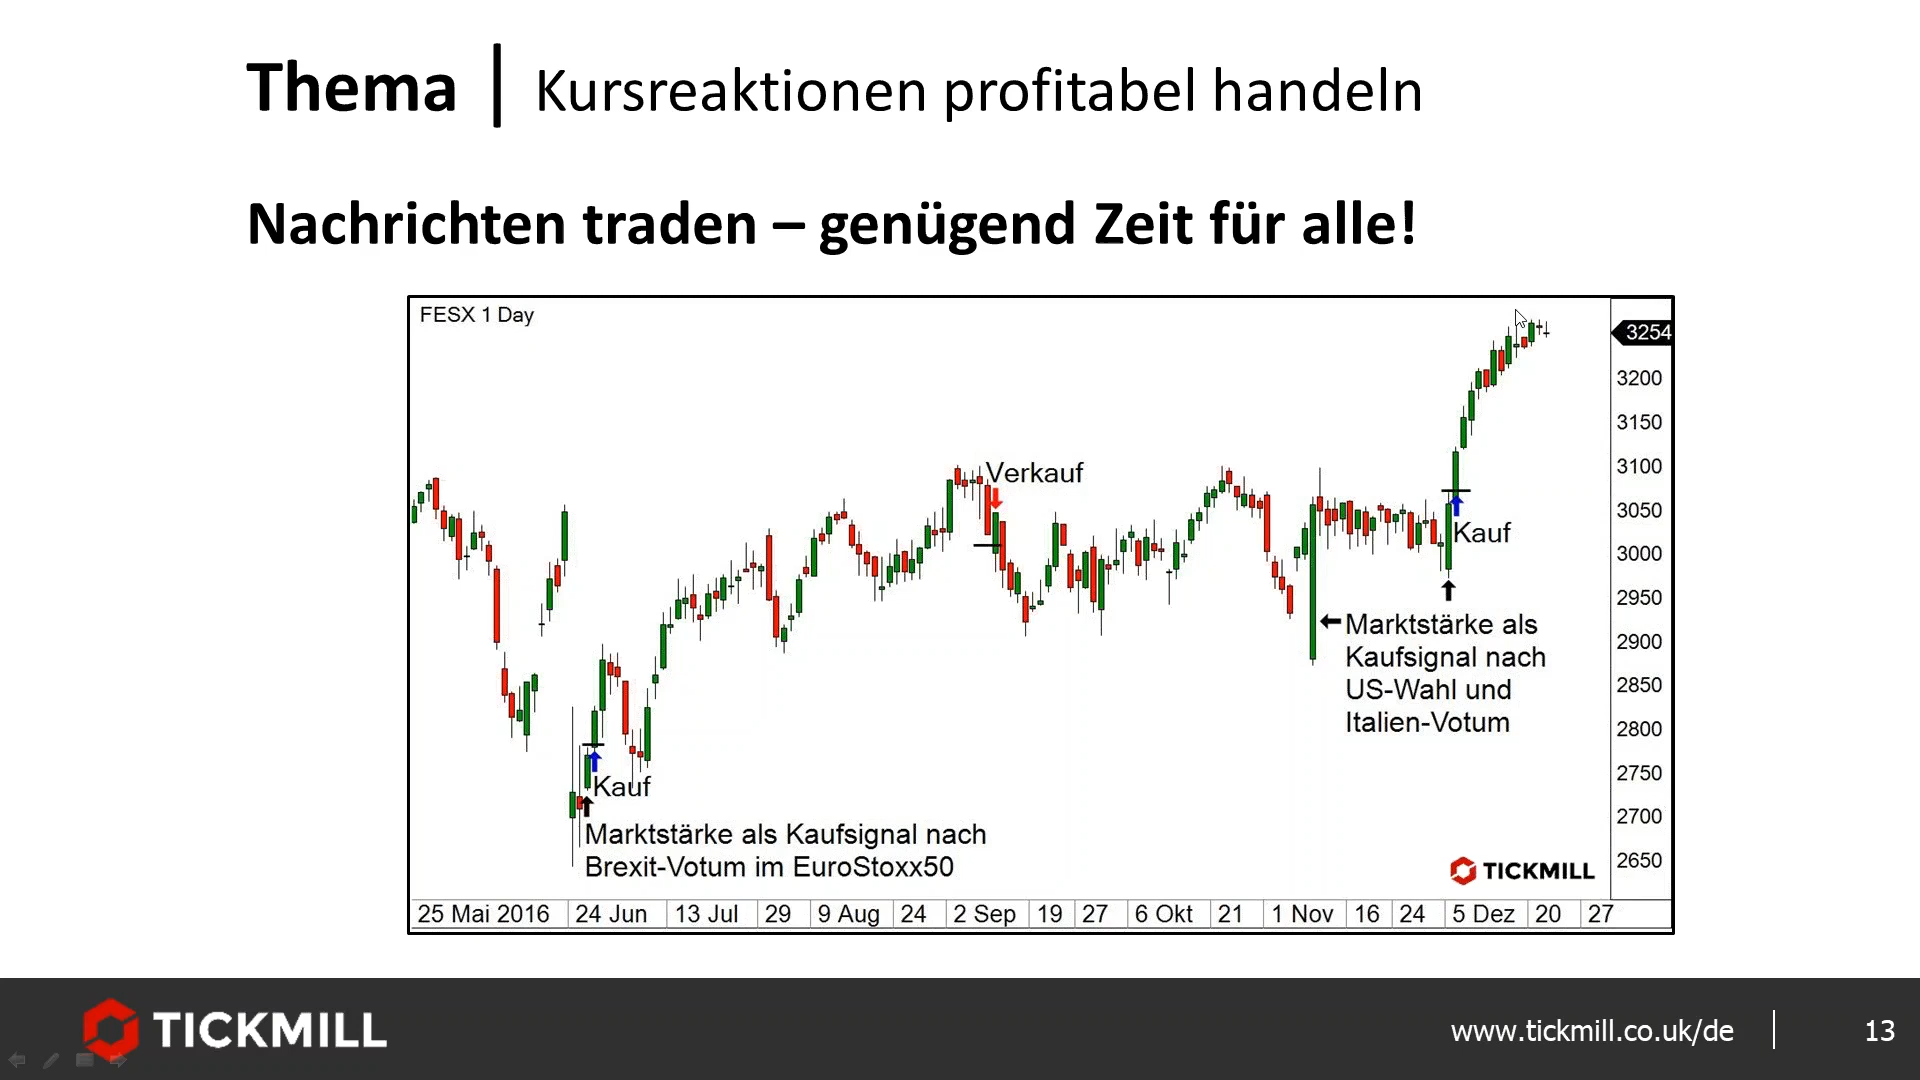 Thema | Kursreaktionen profitabel handeln
Nachrichten traden – genügend Zeit für alle!
FESX 1 Day
3254
3200
3150
3100
3050
3000
2950
2900
2850
2800
2750
2700
2650
Verkauf
Kauf
Marktstärke als
Kaufsignal nach
US-Wahl und
Italien-Votum
Kauf
Marktstärke als Kaufsignal nach
Brexit-Votum im EuroStoxx50
TICKMILL
25 Mai 2016 24 Jun 13 Jul 29 9 Aug 24 2 Sep 19 27 6 Okt 21 1 Nov 16 24 5 Dez 20 27
TICKMILL
www.tickmill.co.uk/de 13